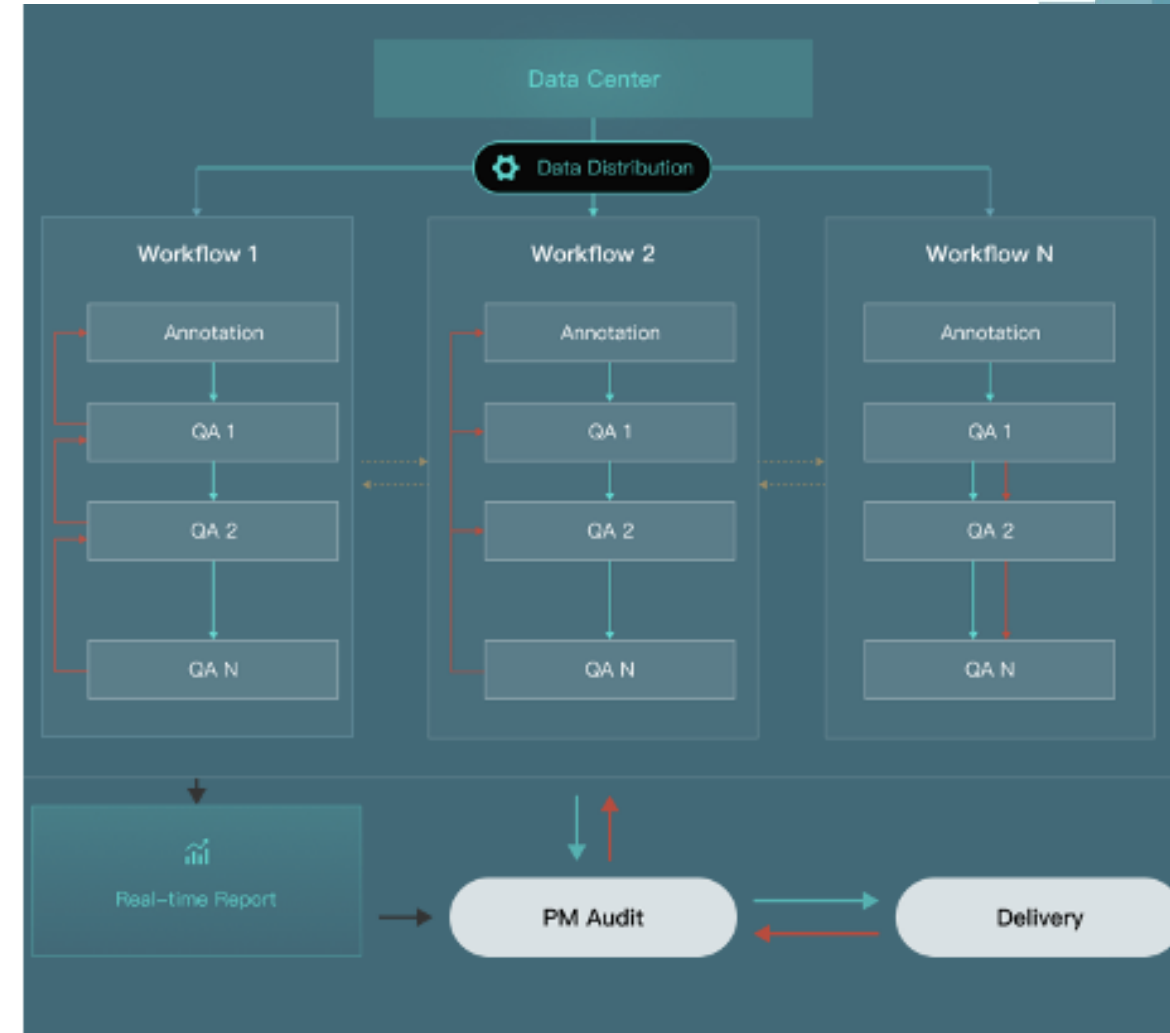 Data Center
Data Distribution
Workflow 1
Annotation
QA 1
QA 2
QA N
Workflow 2
Annotation
QA 1
QA 2
QA N
Workflow N
Annotation
QA 1
QA 2
QA N
Real-time Report
PM Audit
Delivery